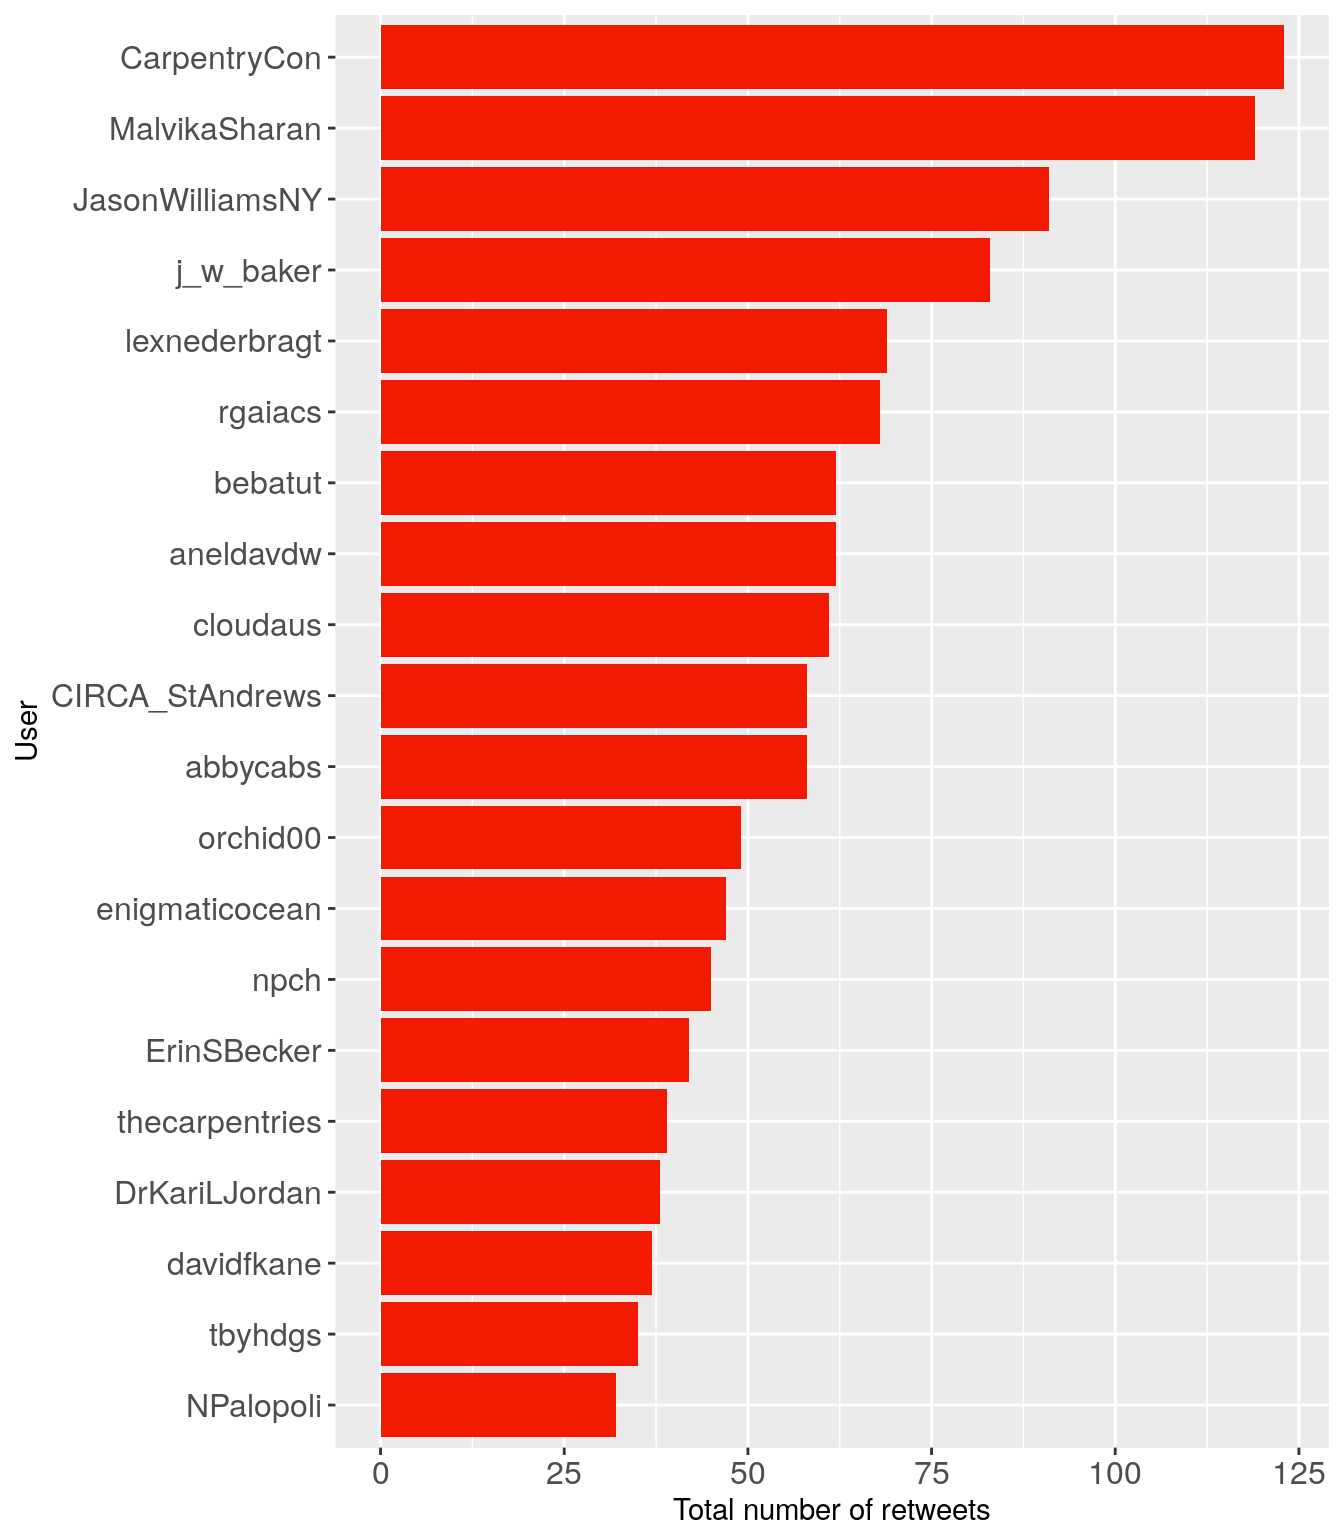 CarpentryCon
MalvikaSharan
JasonWilliamsNY
j_w_baker
lexnederbragt
rgaiacs
bebatut
aneldavdw
cloudaus
CIRCA_StAndrews
abbycabs
orchid00
enigmaticocean
npch
ErinSBecker
thecarpentries
DrKariLJordan
davidfkane
tbyhdgs
NPalopoli
User
0 25 50 75 100 125
Total number of retweets